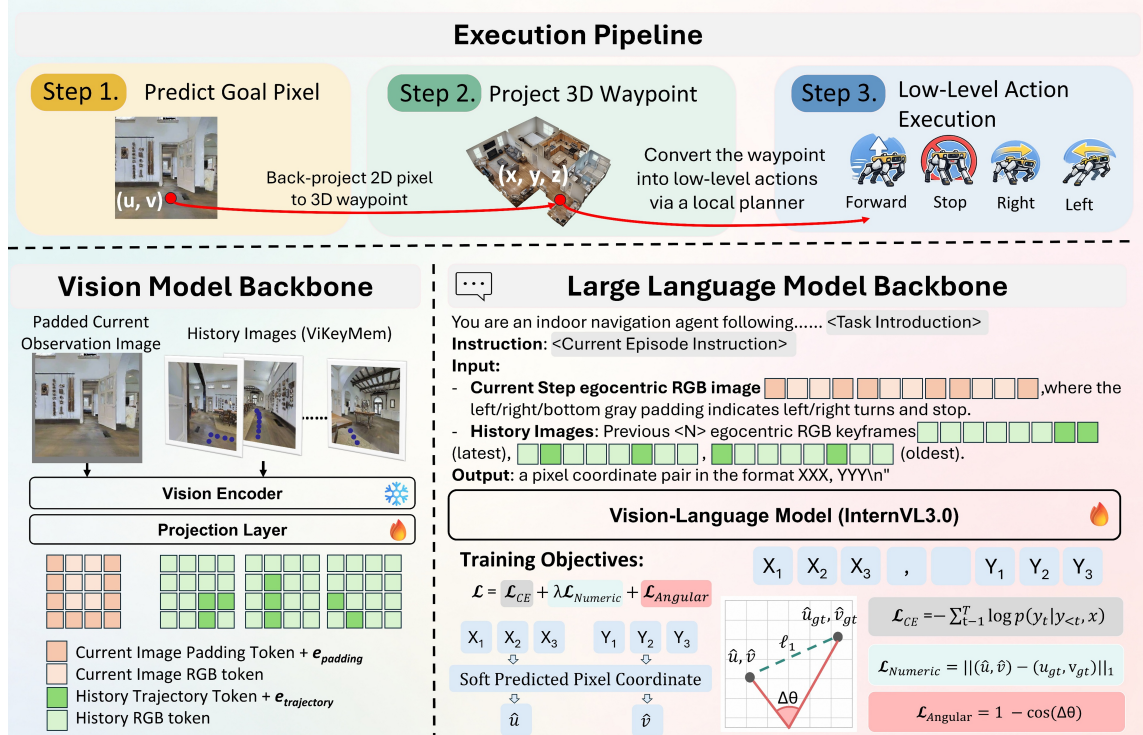 Execution Pipeline
Step 1.
Predict Goal Pixel
(u, v)
Back-project 2D pixel
to 3D waypoint
Step 2.
Project 3D Waypoint
(x, y, z)
Convert the waypoint
into low-level actions
via a local planner
Step 3.
Low-Level Action
Execution
Forward
Stop
Right
Left
Vision Model Backbone
Padded Current
Observation Image
History Images (ViKeyMem)
......
Vision Encoder
Projection Layer
Current Image Padding Token + e_padding
Current Image RGB token
History Trajectory Token + e_trajectory
History RGB token
Large Language Model Backbone
You are an indoor navigation agent following...... <Task Introduction>
Instruction: <Current Episode Instruction>
Input:
- Current Step egocentric RGB image ,where the
left/right/bottom gray padding indicates left/right turns and stop.
- History Images: Previous <N> egocentric RGB keyframes
(latest), , (oldest).
Output: a pixel coordinate pair in the format XXX, YYY\n"
Vision-Language Model (InternVL3.0)
Training Objectives:
ℒ = ℒ_CE + λℒ_Numeric + ℒ_Angular
X₁ X₂ X₃ , Y₁ Y₂ Y₃
X₁ X₂ X₃ Y₁ Y₂ Y₃
Soft Predicted Pixel Coordinate
û v̂
û_gt, v̂_gt
û, v̂
ℓ₁
Δθ
ℒ_CE =− ∑_{t−1}^{T} log p(y_t|y_{<t}, x)
ℒ_Numeric = ||(û, v̂) − (u_gt, v_gt)||₁
ℒ_Angular = 1 − cos(Δθ)